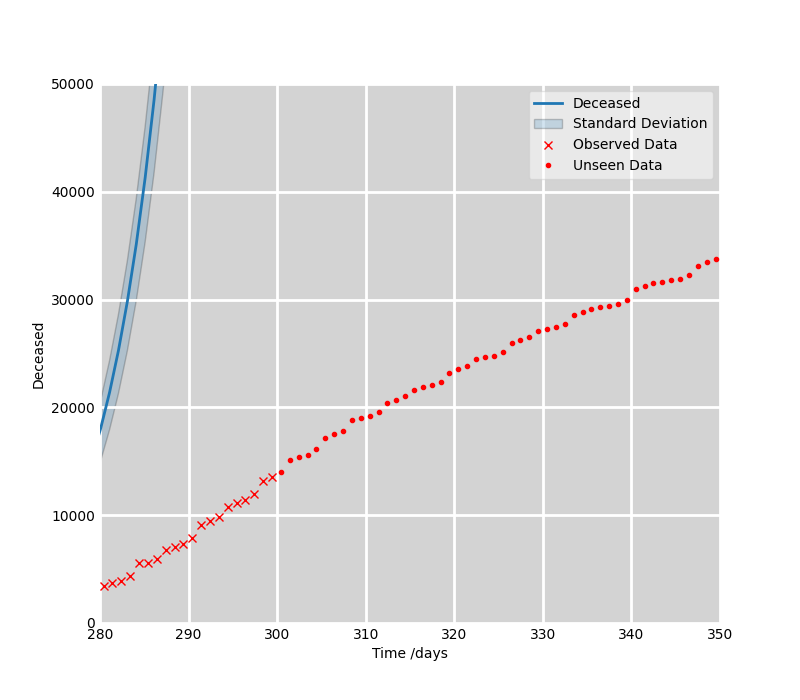 50000
40000
30000
20000
10000
0
Deceased
280
290
300
310
320
330
340
350
Time /days
Deceased
Standard Deviation
Observed Data
Unseen Data